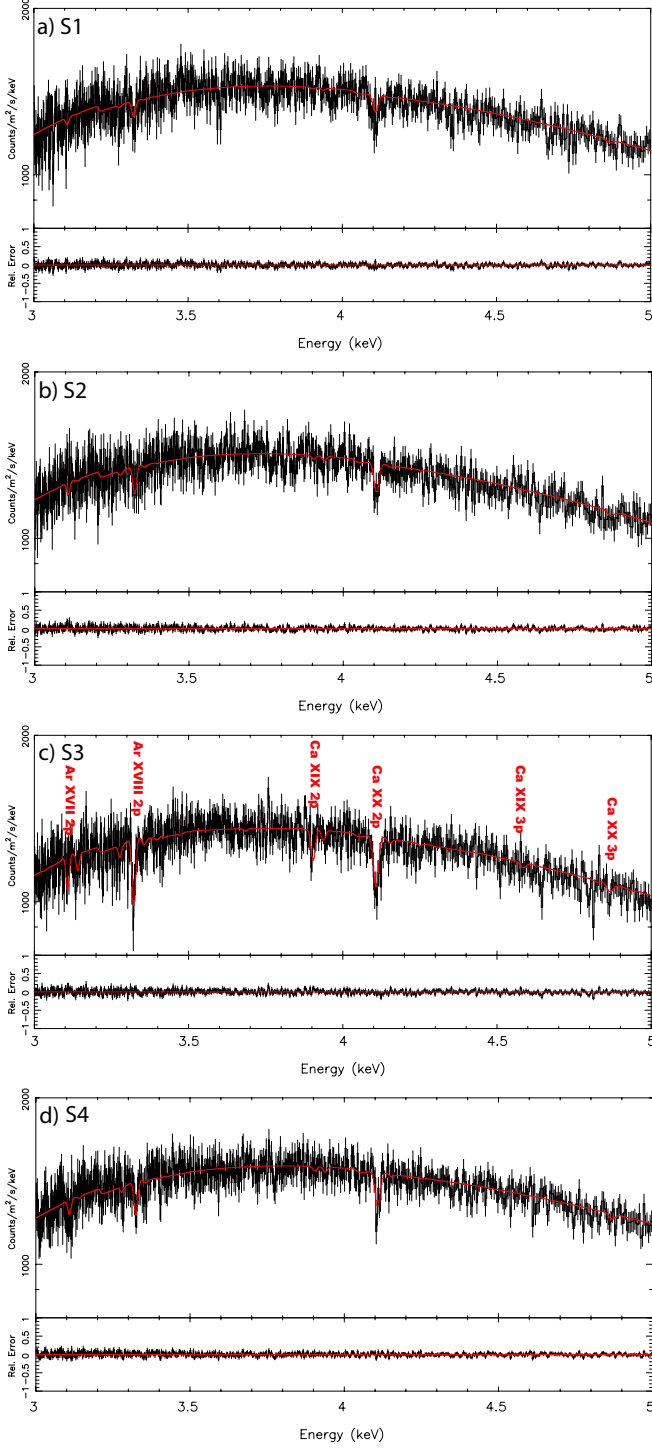 a) S1
2000
1000
Counts/m²/s/keV
1
0.5
0
−0.5
−1
Rel. Error
3
3.5
4
4.5
5
Energy (keV)
b) S2
2000
1000
Counts/m²/s/keV
1
0.5
0
−0.5
−1
Rel. Error
3
3.5
4
4.5
5
Energy (keV)
c) S3
2000
1000
Counts/m²/s/keV
Ar XVII 2p
Ar XVIII 2p
Ca XIX 2p
Ca XX 2p
Ca XIX 3p
Ca XX 3p
1
0.5
0
−0.5
−1
Rel. Error
3
3.5
4
4.5
5
Energy (keV)
d) S4
2000
1000
Counts/m²/s/keV
1
0.5
0
−0.5
−1
Rel. Error
3
3.5
4
4.5
5
Energy (keV)